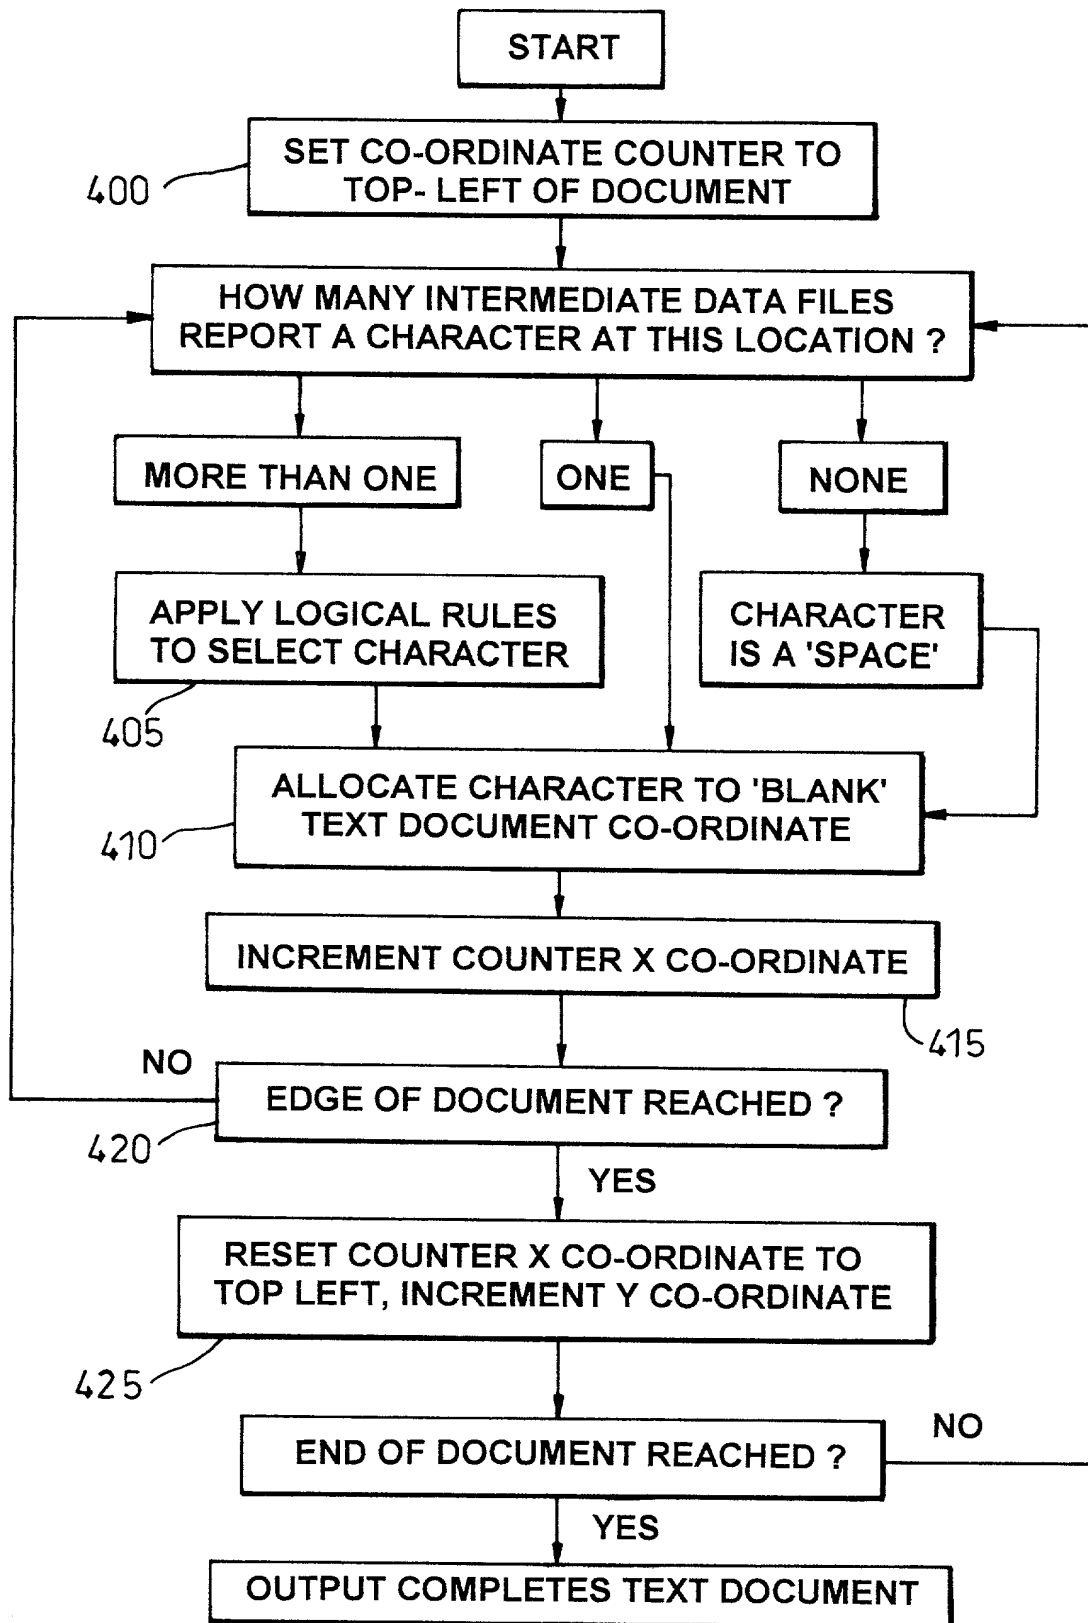 START
SET CO-ORDINATE COUNTER TO
TOP- LEFT OF DOCUMENT
400
HOW MANY INTERMEDIATE DATA FILES
REPORT A CHARACTER AT THIS LOCATION ?
MORE THAN ONE
ONE
NONE
APPLY LOGICAL RULES
TO SELECT CHARACTER
CHARACTER
IS A 'SPACE'
405
ALLOCATE CHARACTER TO 'BLANK'
TEXT DOCUMENT CO-ORDINATE
410
INCREMENT COUNTER X CO-ORDINATE
415
NO
EDGE OF DOCUMENT REACHED ?
420
YES
RESET COUNTER X CO-ORDINATE TO
TOP LEFT, INCREMENT Y CO-ORDINATE
425
NO
END OF DOCUMENT REACHED ?
YES
OUTPUT COMPLETES TEXT DOCUMENT